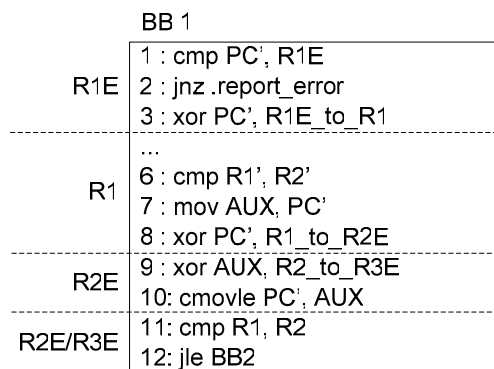 BB 1
1 : cmp PC', R1E
R1E 2 : jnz .report_error
3 : xor PC', R1E_to_R1
...
6 : cmp R1', R2'
R1 7 : mov AUX, PC'
8 : xor PC', R1_to_R2E
9 : xor AUX, R2_to_R3E
R2E 10: cmovle PC', AUX
11: cmp R1, R2
R2E/R3E 12: jle BB2